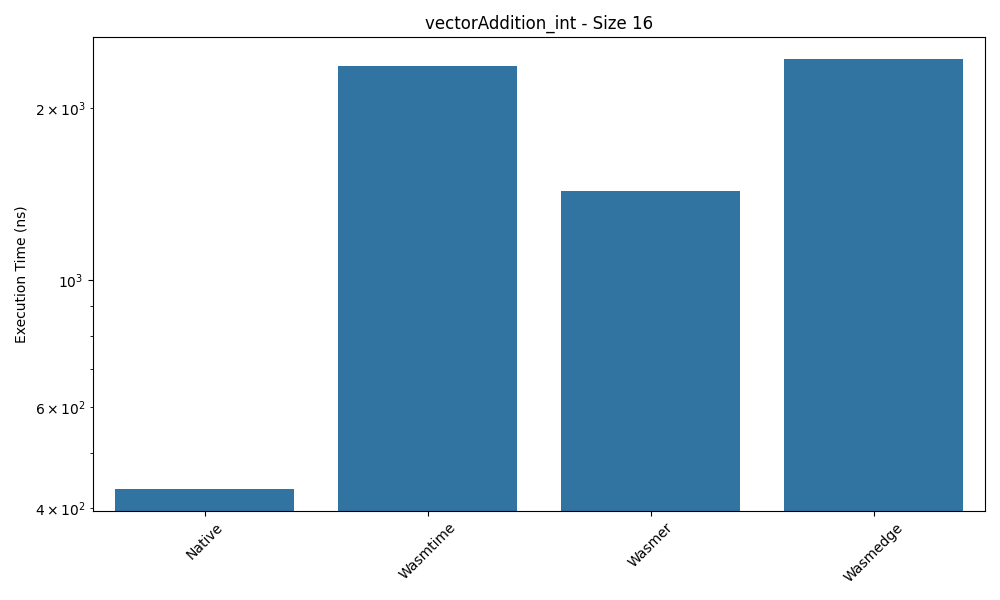 vectorAddition_int - Size 16
Execution Time (ns)
2 × 10³
10³
6 × 10²
4 × 10²
Native
Wasmtime
Wasmer
Wasmedge